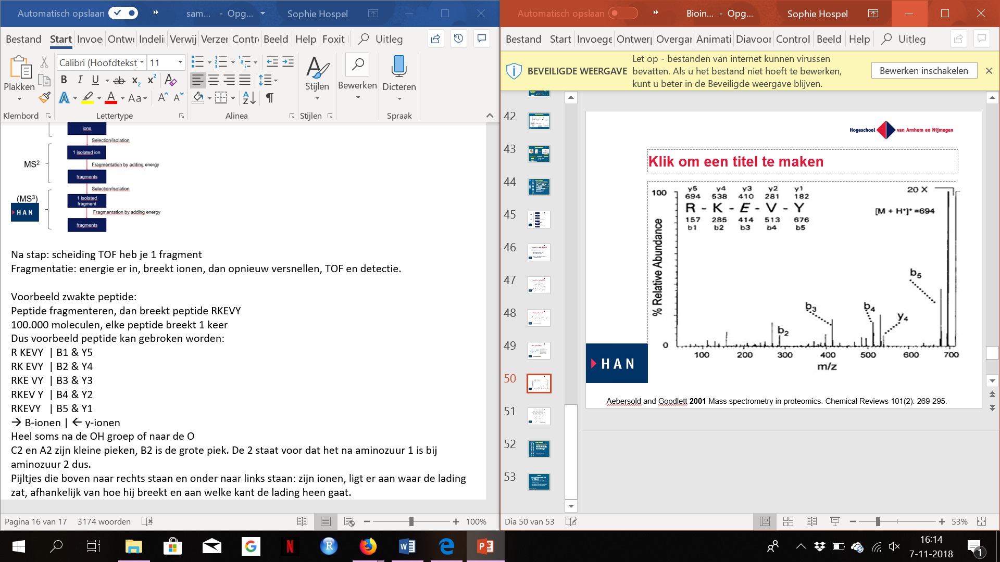 Automatisch opslaan
sam... - Opg...
Sophie Hospel
Bestand Start Invoe Ontwe Indeli Verwij Verzer Contr Beeld Help Foxit Uitleg
Calibri (Hoofdtekst 11
Plakken
B I U ab x₂ x² A
A A Aa A A
Stijlen
Bewerken
Dicteren
Klembord
Lettertype
Alinea
Stijlen
Spraak
ions
Selection/isolation
MS²
1 isolated ion
Fragmentation by adding energy
fragments
Selection/isolation
(MS³)
1 isolated
fragment
HAN
Fragmentation by adding energy
fragments
Na stap: scheiding TOF heb je 1 fragment
Fragmentatie: energie er in, breekt ionen, dan opnieuw versnellen, TOF en detectie.
Voorbeeld zwakte peptide:
Peptide fragmenteren, dan breekt peptide RKEVY
100.000 moleculen, elke peptide breekt 1 keer
Dus voorbeeld peptide kan gebroken worden:
R KEVY | B1 & Y5
RK EVY | B2 & Y4
RKE VY | B3 & Y3
RKEV Y | B4 & Y2
RKEVY | B5 & Y1
→ B-ionen | ← y-ionen
Heel soms na de OH groep of naar de O
C2 en A2 zijn kleine pieken, B2 is de grote piek. De 2 staat voor dat het na aminozuur 1 is bij
aminozuur 2 dus.
Pijltjes die boven naar rechts staan en onder naar links staan: zijn ionen, ligt er aan waar de lading
zat, afhankelijk van hoe hij breekt en aan welke kant de lading heen gaat.
Pagina 16 van 17 3174 woorden 100%
Automatisch opslaan
Bioin... - Opg...
Sophie Hospel
Bestand Start Invoege Ontwerp Overgar Animati Diavoor Control Beeld Help Uitleg
BEVEILIGDE WEERGAVE
Let op - bestanden van internet kunnen virussen
bevatten. Als u het bestand niet hoeft te bewerken,
kunt u beter in de Beveiligde weergave blijven.
Bewerken inschakelen
42
43
44
45
46
47
48
49
50
51
52
53
Hogeschool van Arnhem en Nijmegen
Klik om een titel te maken
y5 y4 y3 y2 y1
694 538 410 281 182
R - K - E - V - Y
157 285 414 513 676
b1 b2 b3 b4 b5
20 X
[M + H⁺]⁺ =694
100
% Relative Abundance
0
b₂
b₃
b₄
y₄
b₅
100 200 300 400 500 600 700
m/z
HAN
Aebersold and Goodlett 2001 Mass spectrometry in proteomics. Chemical Reviews 101(2): 269-295.
Dia 50 van 53 53%
16:14
7-11-2018
1